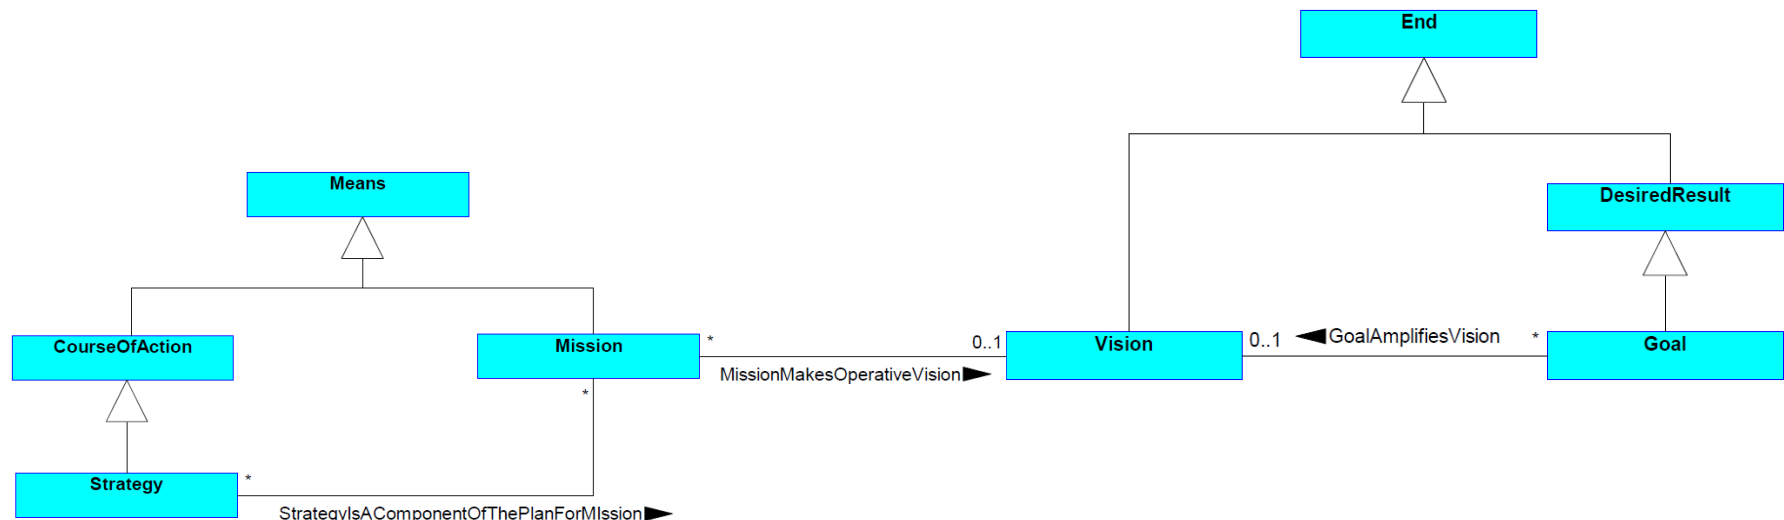 End
Means
DesiredResult
CourseOfAction
Mission
*
0..1
Vision
0..1
GoalAmplifiesVision
*
Goal
MissionMakesOperativeVision
*
Strategy
*
StrategyIsAComponentOfThePlanForMIssion